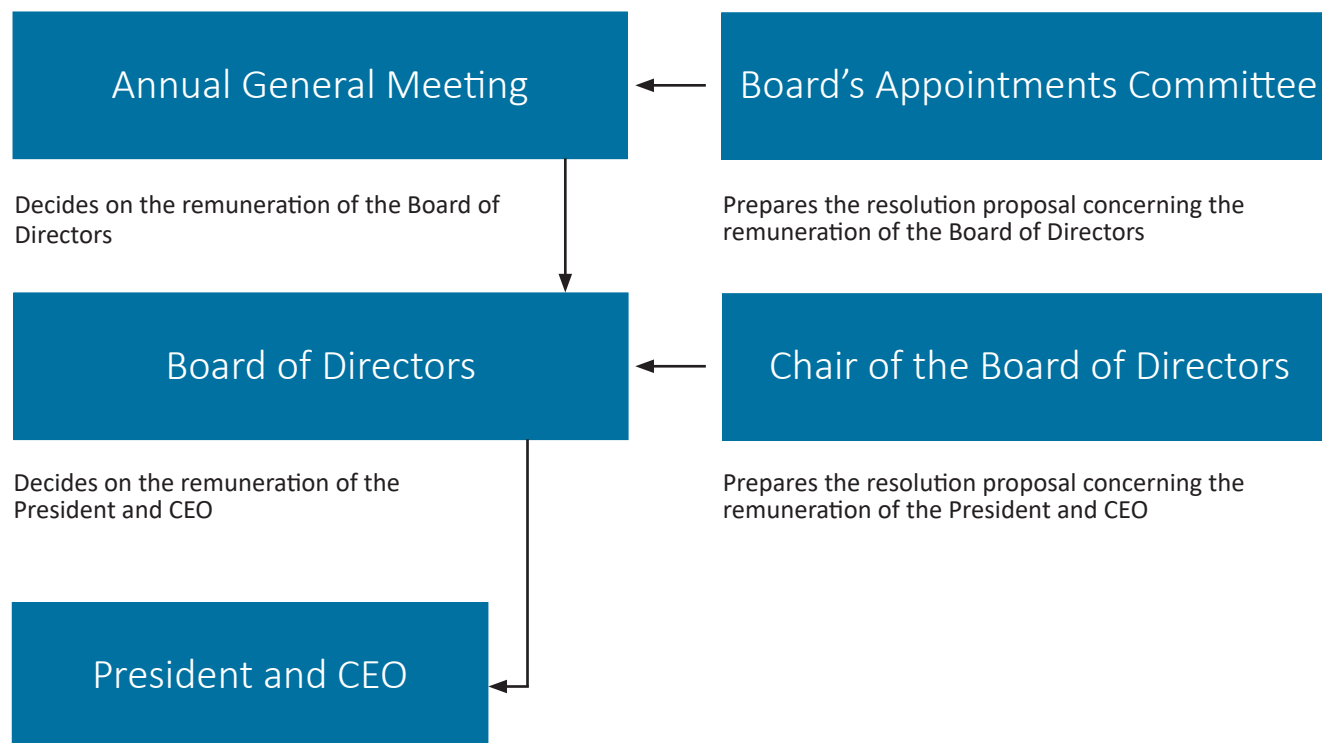 Annual General Meeting
Board’s Appointments Committee
Decides on the remuneration of the Board of
Directors
Prepares the resolution proposal concerning the
remuneration of the Board of Directors
Board of Directors
Chair of the Board of Directors
Decides on the remuneration of the
President and CEO
Prepares the resolution proposal concerning the
remuneration of the President and CEO
President and CEO